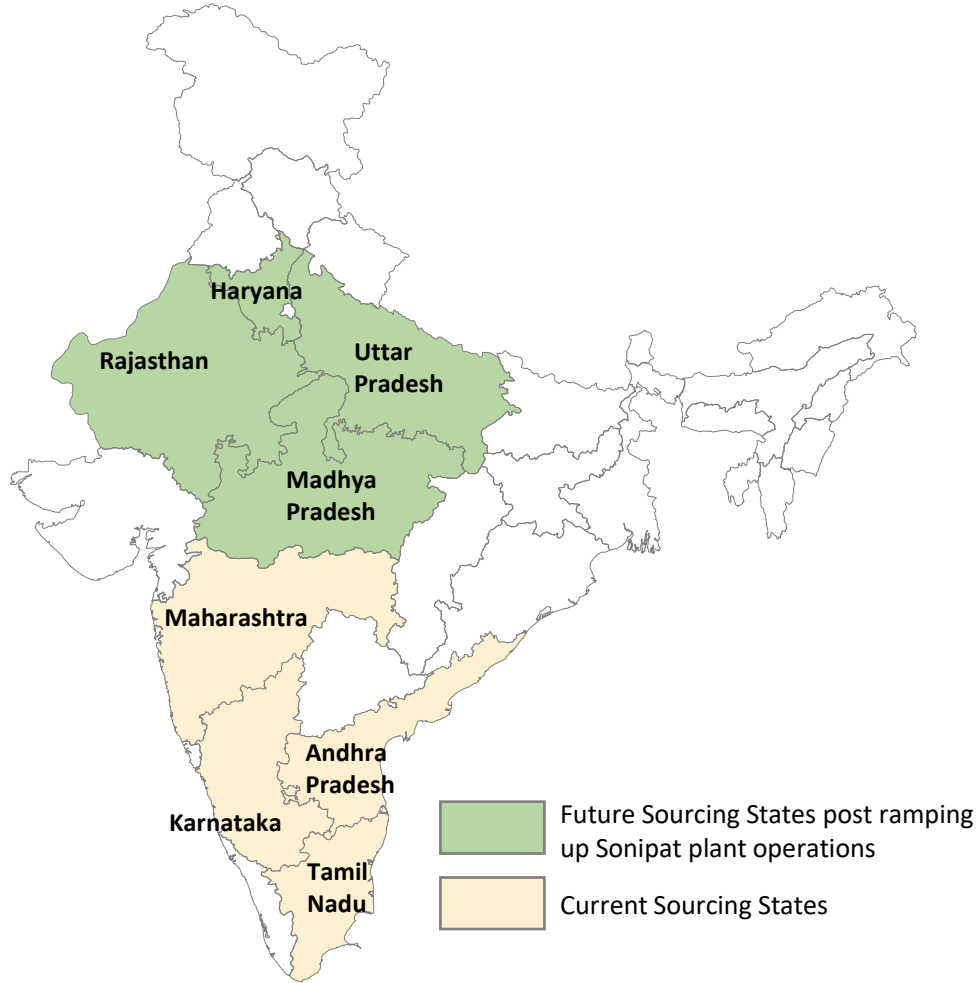 Haryana
Rajasthan
Uttar
Pradesh
Madhya
Pradesh
Maharashtra
Andhra
Pradesh
Karnataka
Tamil
Nadu
Future Sourcing States post ramping
up Sonipat plant operations
Current Sourcing States